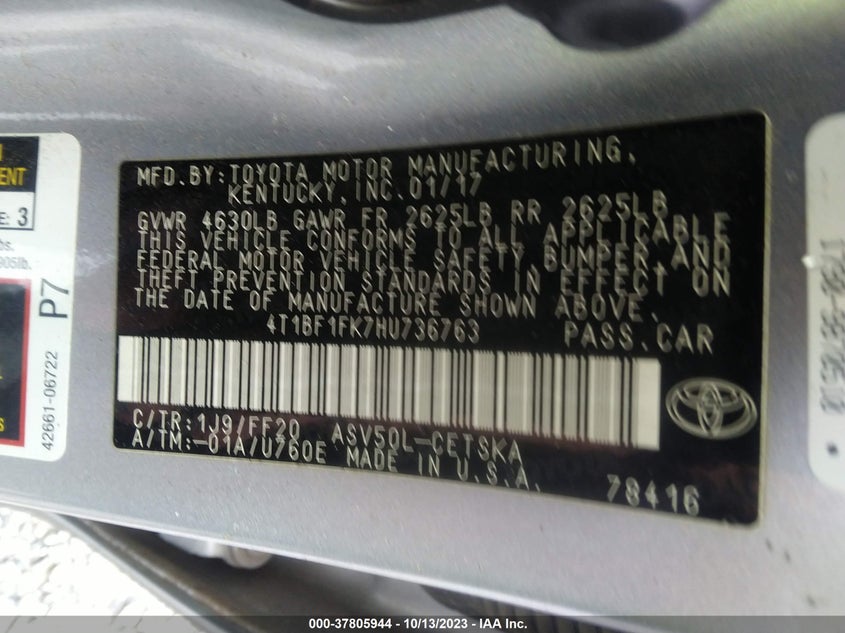 MFD.BY:TOYOTA MOTOR MANUFACTURING,
KENTUCKY,INC.01/17
GVWR 4630LB GAWR FR 2625LB RR 2625LB
THIS VEHICLE CONFORMS TO ALL APPLICABLE
FEDERAL MOTOR VEHICLE SAFETY,BUMPER,AND
THEFT PREVENTION STANDARDS IN EFFECT ON
THE DATE OF MANUFACTURE SHOWN ABOVE.
4T1BF1FK7HU736763 PASS.CAR
C/TR:1J9/FF20 ASV50L-CETSKA
A/TM:-01A/U760E MADE IN U.S.A.
78416
E: 3
lbs.
P7
42661-06722
000-37805944 | 10/13/2023 | IAA Inc.